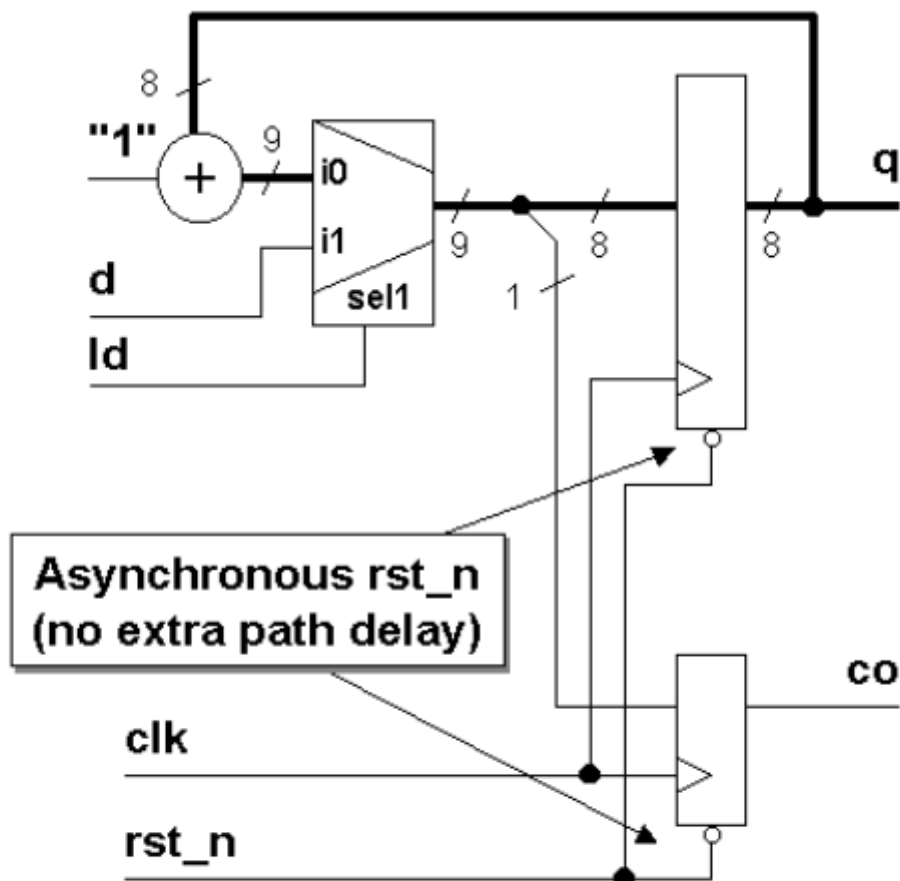 8
"1"
9
+
i0
q
i1
9
8
8
d
sel1
1
ld
Asynchronous rst_n
(no extra path delay)
co
clk
rst_n